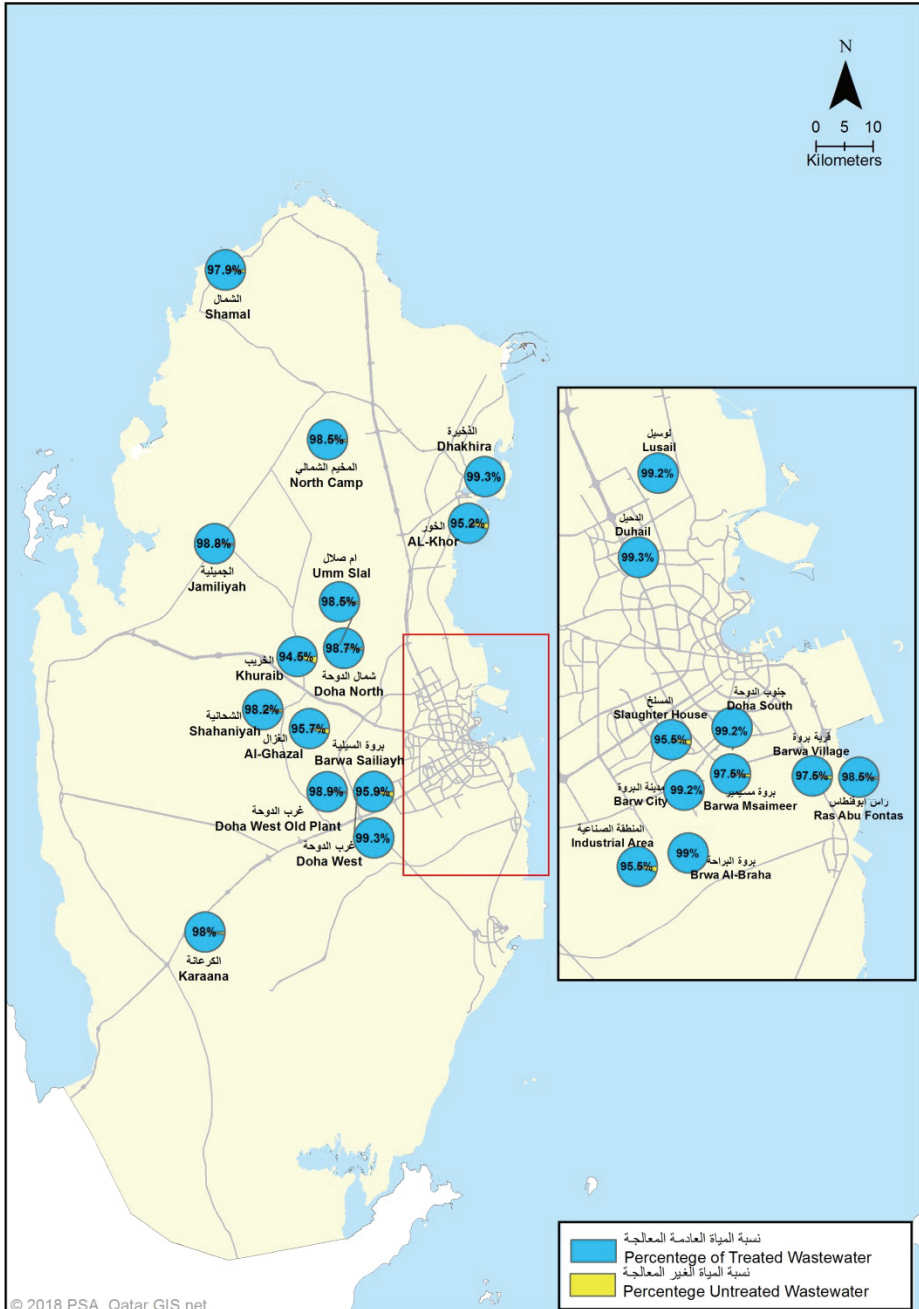 N
0 5 10
Kilometers
97.9%
الشمال
Shamal
98.5%
المخيم الشمالي
North Camp
الذخيرة
Dhakhira
99.3%
95.2%
الخور
AL-Khor
98.8%
الجميلية
Jamiliyah
ام صلال
Umm Slal
98.5%
98.7%
شمال الدوحة
Doha North
94.5%
الخريب
Khuraib
98.2%
الشحانية
Shahaniyah
95.7%
الغزال
Al-Ghazal
بروة السيلية
Barwa Sailiayh
95.9%
98.9%
غرب الدوحة
Doha West Old Plant
99.3%
غرب الدوحة
Doha West
98%
الكرعانة
Karaana
لوسيل
Lusail
99.2%
الدحيل
Duhail
99.3%
المسلخ
Slaughter House
95.5%
جنوب الدوحة
Doha South
99.2%
قرية بروة
Barwa Village
97.5%
98.5%
راس ابوفنطاس
Ras Abu Fontas
97.5%
بروة مسيمير
Barwa Msaimeer
99.2%
مدينة البروة
Barw City
المنطقة الصناعية
Industrial Area
95.5%
99%
بروة البراحة
Brwa Al-Braha
نسبة المياة العادمة المعالجة
Percentege of Treated Wastewater
نسبة المياة الغير المعالجة
Percentege Untreated Wastewater
© 2018 PSA, Qatar GIS net